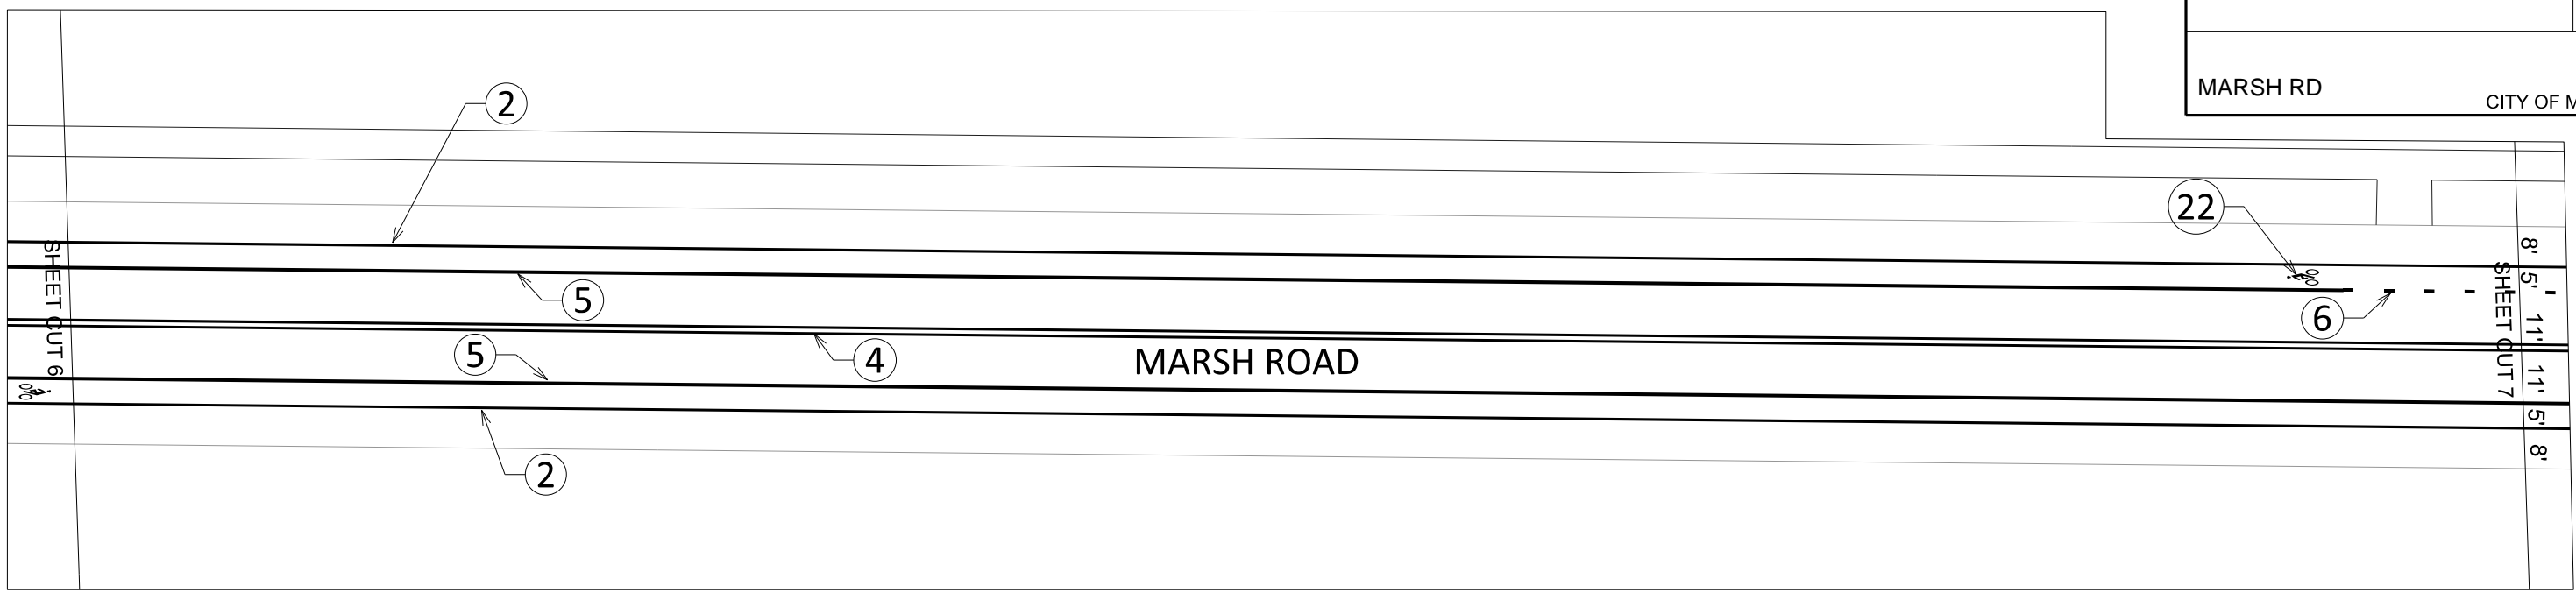 MARSH RD
CITY OF M
2
22
8'
5'
11'
11'
5'
8'
SHEET CUT 6
SHEET CUT 7
5
6
5
4
MARSH ROAD
2